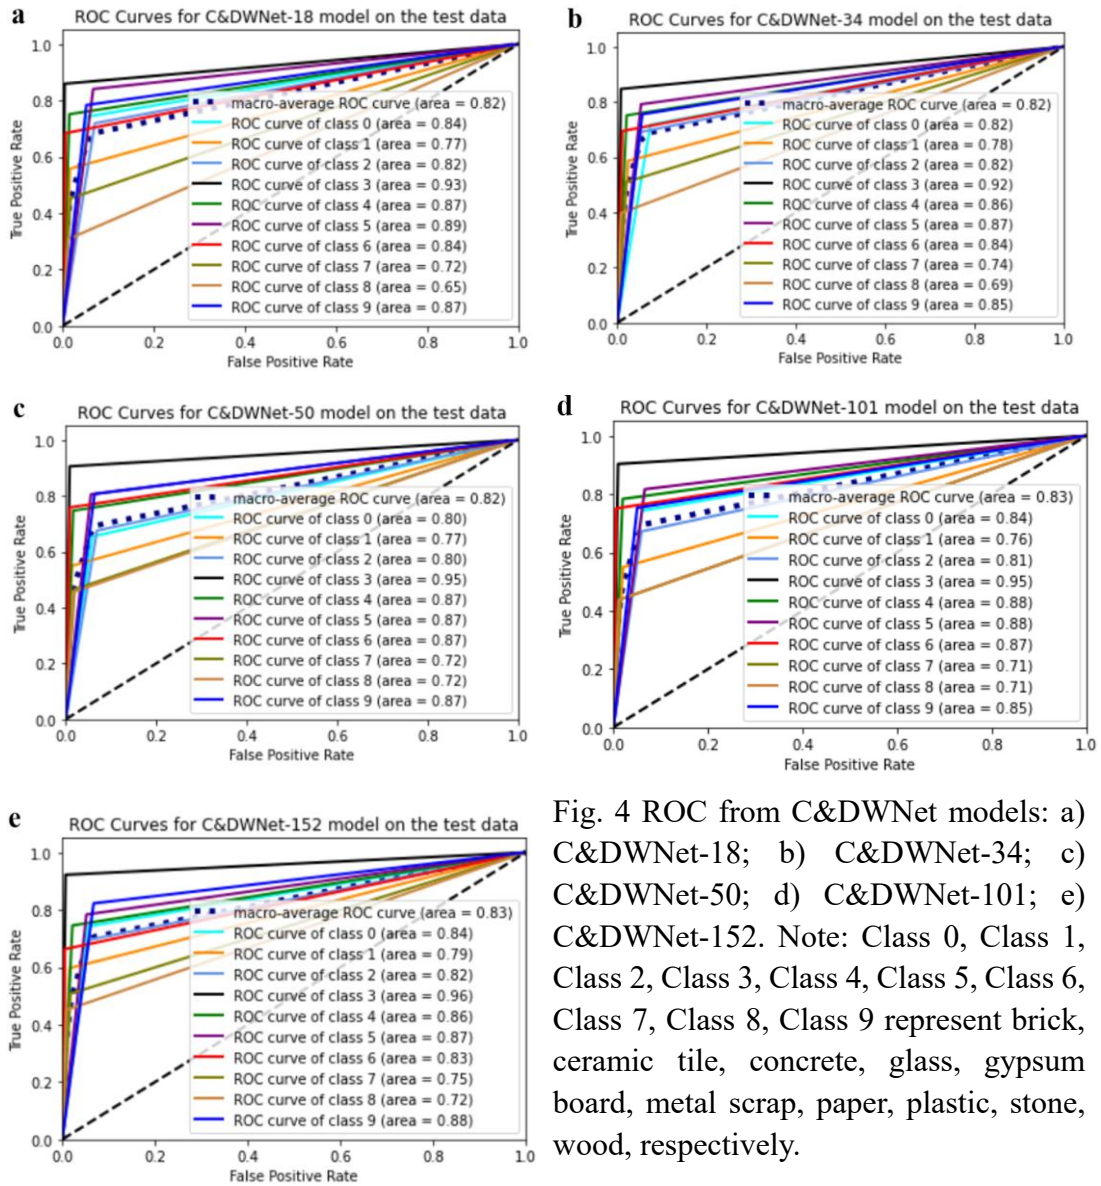 a
ROC Curves for C&DWNet-18 model on the test data
1.0
0.8
0.6
0.4
0.2
0.0
True Positive Rate
macro-average ROC curve (area = 0.82)
ROC curve of class 0 (area = 0.84)
ROC curve of class 1 (area = 0.77)
ROC curve of class 2 (area = 0.82)
ROC curve of class 3 (area = 0.93)
ROC curve of class 4 (area = 0.87)
ROC curve of class 5 (area = 0.89)
ROC curve of class 6 (area = 0.84)
ROC curve of class 7 (area = 0.72)
ROC curve of class 8 (area = 0.65)
ROC curve of class 9 (area = 0.87)
0.0 0.2 0.4 0.6 0.8 1.0
False Positive Rate
b
ROC Curves for C&DWNet-34 model on the test data
1.0
0.8
0.6
0.4
0.2
0.0
True Positive Rate
macro-average ROC curve (area = 0.82)
ROC curve of class 0 (area = 0.82)
ROC curve of class 1 (area = 0.78)
ROC curve of class 2 (area = 0.82)
ROC curve of class 3 (area = 0.92)
ROC curve of class 4 (area = 0.86)
ROC curve of class 5 (area = 0.87)
ROC curve of class 6 (area = 0.84)
ROC curve of class 7 (area = 0.74)
ROC curve of class 8 (area = 0.69)
ROC curve of class 9 (area = 0.85)
0.0 0.2 0.4 0.6 0.8 1.0
False Positive Rate
c
ROC Curves for C&DWNet-50 model on the test data
1.0
0.8
0.6
0.4
0.2
0.0
True Positive Rate
macro-average ROC curve (area = 0.82)
ROC curve of class 0 (area = 0.80)
ROC curve of class 1 (area = 0.77)
ROC curve of class 2 (area = 0.80)
ROC curve of class 3 (area = 0.95)
ROC curve of class 4 (area = 0.87)
ROC curve of class 5 (area = 0.87)
ROC curve of class 6 (area = 0.87)
ROC curve of class 7 (area = 0.72)
ROC curve of class 8 (area = 0.72)
ROC curve of class 9 (area = 0.87)
0.0 0.2 0.4 0.6 0.8 1.0
False Positive Rate
d
ROC Curves for C&DWNet-101 model on the test data
1.0
0.8
0.6
0.4
0.2
0.0
True Positive Rate
macro-average ROC curve (area = 0.83)
ROC curve of class 0 (area = 0.84)
ROC curve of class 1 (area = 0.76)
ROC curve of class 2 (area = 0.81)
ROC curve of class 3 (area = 0.95)
ROC curve of class 4 (area = 0.88)
ROC curve of class 5 (area = 0.88)
ROC curve of class 6 (area = 0.87)
ROC curve of class 7 (area = 0.71)
ROC curve of class 8 (area = 0.71)
ROC curve of class 9 (area = 0.85)
0.0 0.2 0.4 0.6 0.8 1.0
False Positive Rate
e
ROC Curves for C&DWNet-152 model on the test data
1.0
0.8
0.6
0.4
0.2
0.0
True Positive Rate
macro-average ROC curve (area = 0.83)
ROC curve of class 0 (area = 0.84)
ROC curve of class 1 (area = 0.79)
ROC curve of class 2 (area = 0.82)
ROC curve of class 3 (area = 0.96)
ROC curve of class 4 (area = 0.86)
ROC curve of class 5 (area = 0.87)
ROC curve of class 6 (area = 0.83)
ROC curve of class 7 (area = 0.75)
ROC curve of class 8 (area = 0.72)
ROC curve of class 9 (area = 0.88)
0.0 0.2 0.4 0.6 0.8 1.0
False Positive Rate
Fig. 4 ROC from C&DWNet models: a)
C&DWNet-18; b) C&DWNet-34; c)
C&DWNet-50; d) C&DWNet-101; e)
C&DWNet-152. Note: Class 0, Class 1,
Class 2, Class 3, Class 4, Class 5, Class 6,
Class 7, Class 8, Class 9 represent brick,
ceramic tile, concrete, glass, gypsum
board, metal scrap, paper, plastic, stone,
wood, respectively.